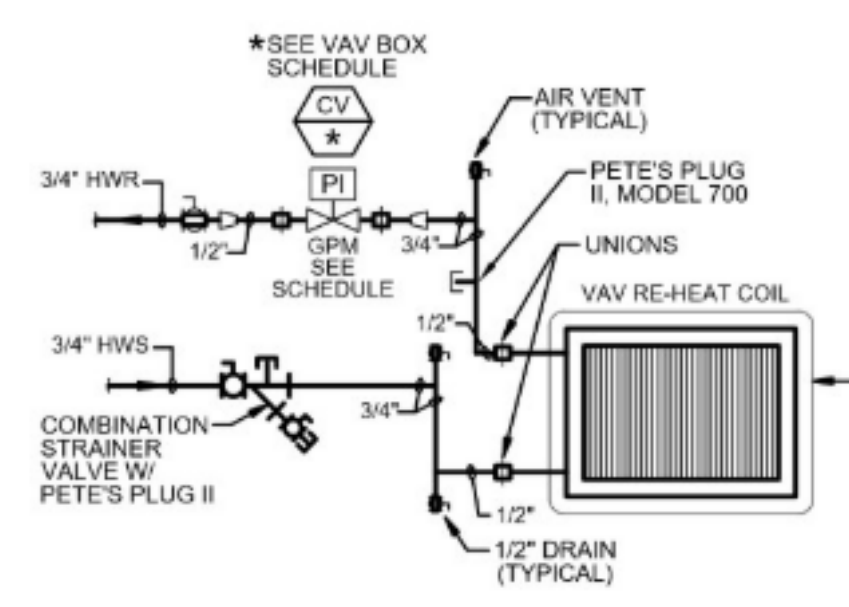 *SEE VAV BOX
SCHEDULE
CV
*
PI
AIR VENT
(TYPICAL)
3/4" HWR
PETE'S PLUG
II, MODEL 700
1/2"
GPM
SEE
SCHEDULE
3/4"
UNIONS
VAV RE-HEAT COIL
1/2"
3/4" HWS
3/4"
COMBINATION
STRAINER
VALVE W/
PETE'S PLUG II
1/2"
1/2" DRAIN
(TYPICAL)